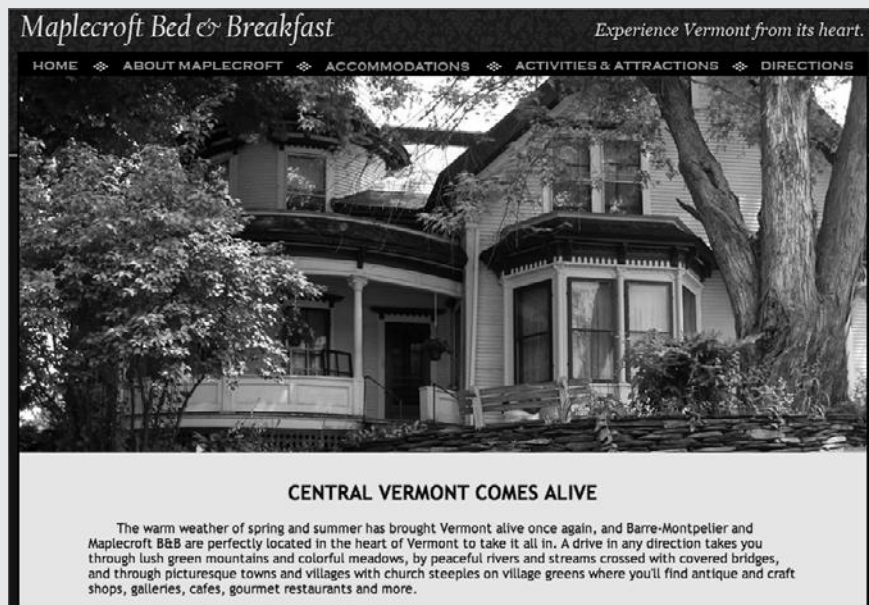 Maplecroft Bed & Breakfast
Experience Vermont from its heart.
HOME ABOUT MAPLECROFT ACCOMMODATIONS ACTIVITIES & ATTRACTIONS DIRECTIONS
CENTRAL VERMONT COMES ALIVE
The warm weather of spring and summer has brought Vermont alive once again, and Barre-Montpelier and
Maplecroft B&B are perfectly located in the heart of Vermont to take it all in. A drive in any direction takes you
through lush green mountains and colorful meadows, by peaceful rivers and streams crossed with covered bridges,
and through picturesque towns and villages with church steeples on village greens where you'll find antique and craft
shops, galleries, cafes, gourmet restaurants and more.